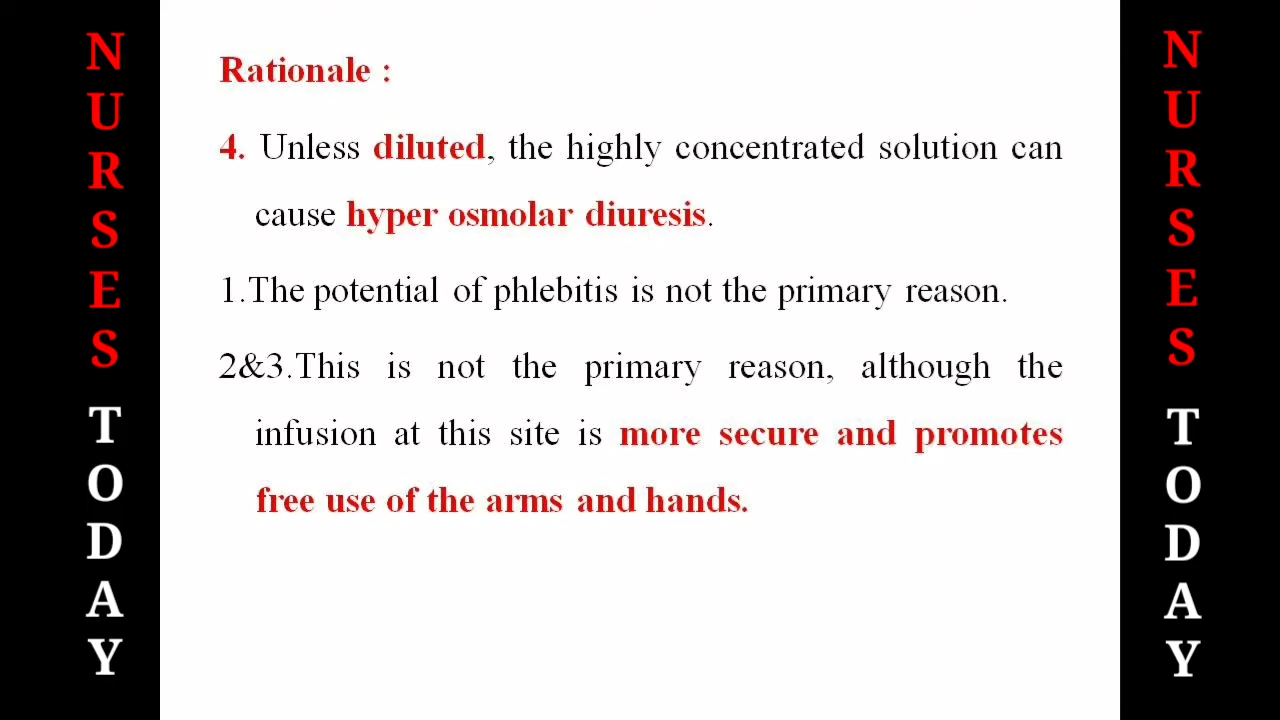 NURSES TODAY
Rationale :
4. Unless diluted, the highly concentrated solution can
cause hyper osmolar diuresis.
1.The potential of phlebitis is not the primary reason.
2&3.This is not the primary reason, although the
infusion at this site is more secure and promotes
free use of the arms and hands.
NURSES TODAY